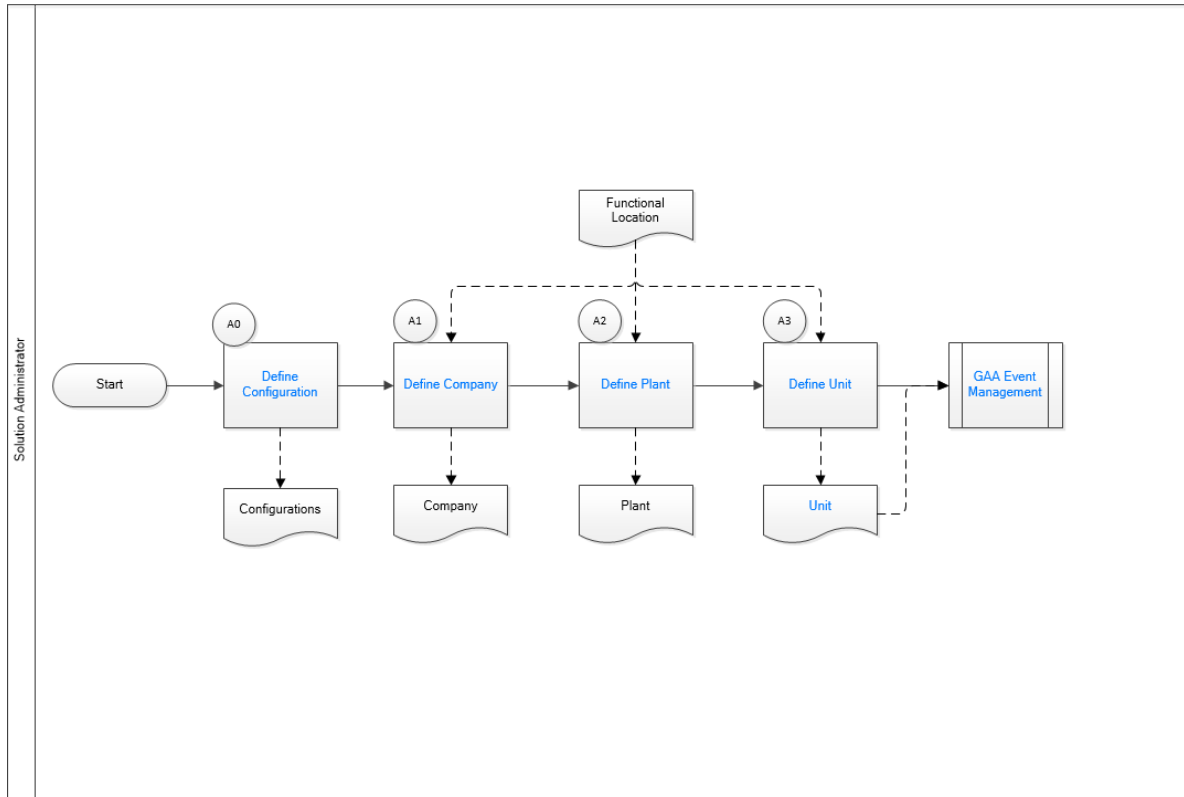 Solution Administrator
Functional
Location
A0
A1
A2
A3
Start
Define
Configuration
Define Company
Define Plant
Define Unit
GAA Event
Management
Configurations
Company
Plant
Unit